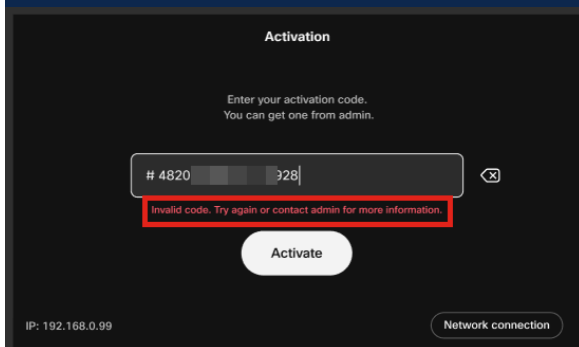 Activation
Enter your activation code.
You can get one from admin.
# 4820 928
Invalid code. Try again or contact admin for more information.
Activate
IP: 192.168.0.99
Network connection